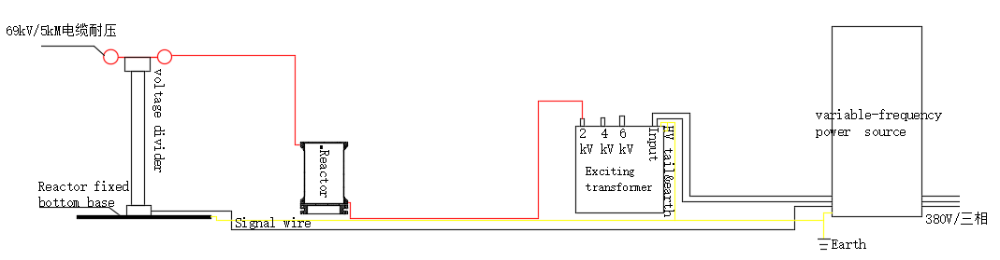 69kV/5kM电缆耐压
voltage divider
Reactor fixed
bottom base
Signal wire
Reactor
2 4 6
kV kV kV
Input
HV tail&earth
Exciting
transformer
variable-frequency
power source
380V/三相
Earth